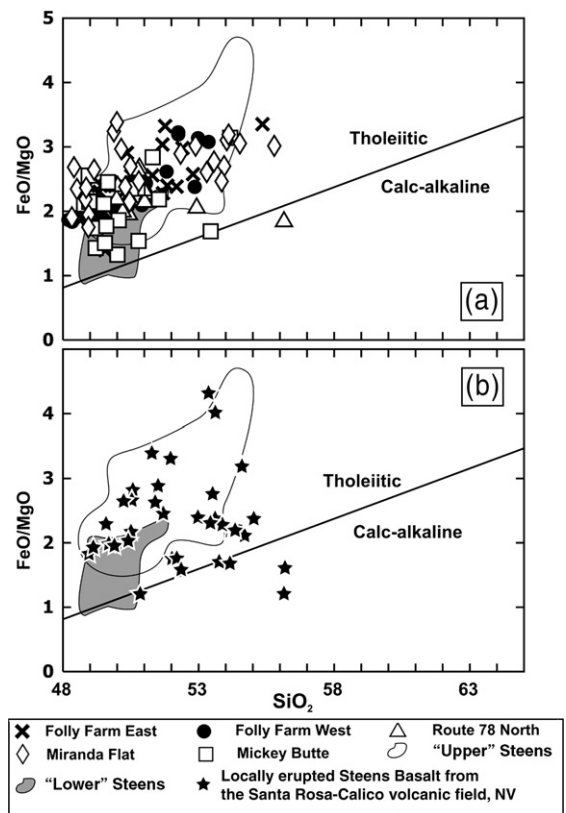 5
4
3
2
1
0
FeO/MgO
Tholeiitic
Calc-alkaline
(a)
4
3
2
1
0
FeO/MgO
Tholeiitic
Calc-alkaline
(b)
48 53 58 63
SiO2
Folly Farm East Folly Farm West Route 78 North
Miranda Flat Mickey Butte "Upper" Steens
"Lower" Steens Locally erupted Steens Basalt from
the Santa Rosa-Calico volcanic field, NV